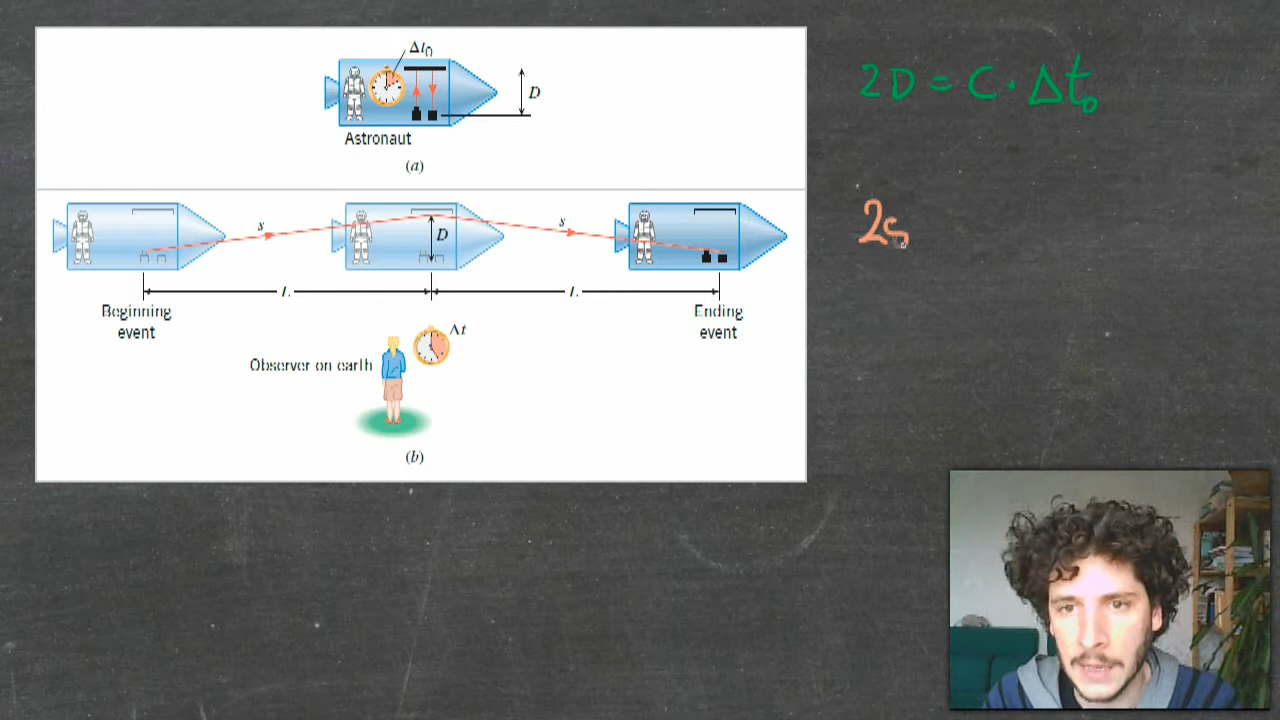 Δt₀
D
Astronaut
(a)
s
s
D
L
L
Beginning
event
Ending
event
Δt
Observer on earth
(b)
2D = C · Δt₀
2s